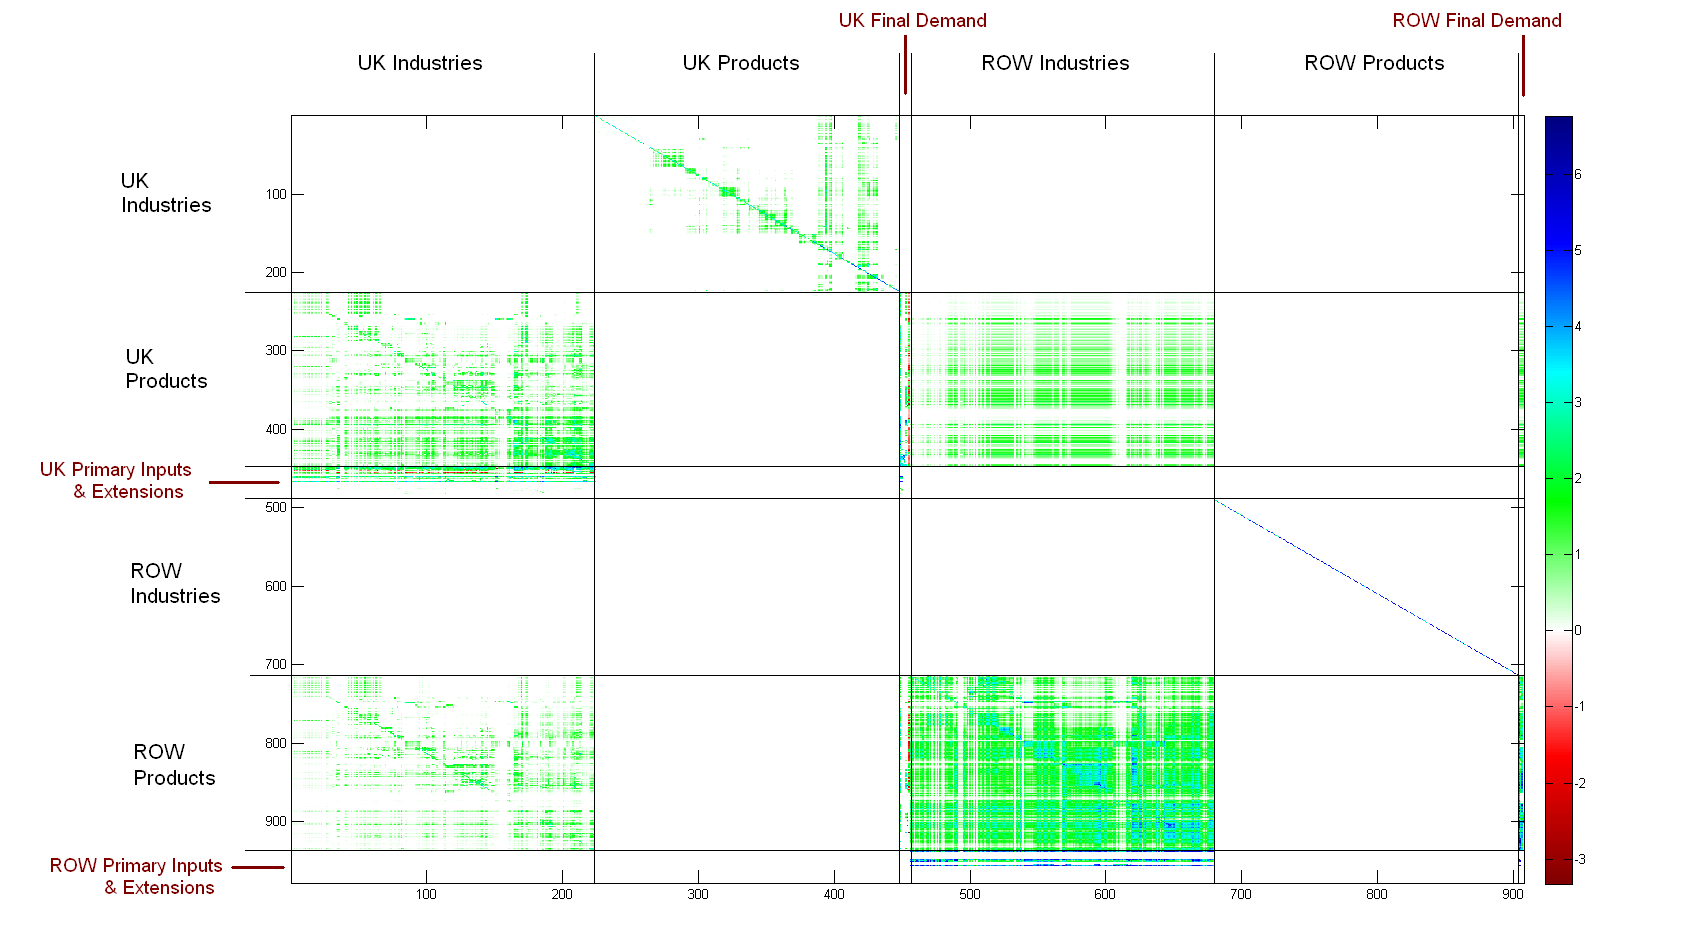 UK Final Demand
ROW Final Demand
UK Industries
UK Products
ROW Industries
ROW Products
UK
Industries
100
200
UK
Products
300
400
UK Primary Inputs
& Extensions
500
ROW
Industries
600
700
ROW
Products
800
900
ROW Primary Inputs
& Extensions
100
200
300
400
500
600
700
800
900
6
5
4
3
2
1
0
-1
-2
-3